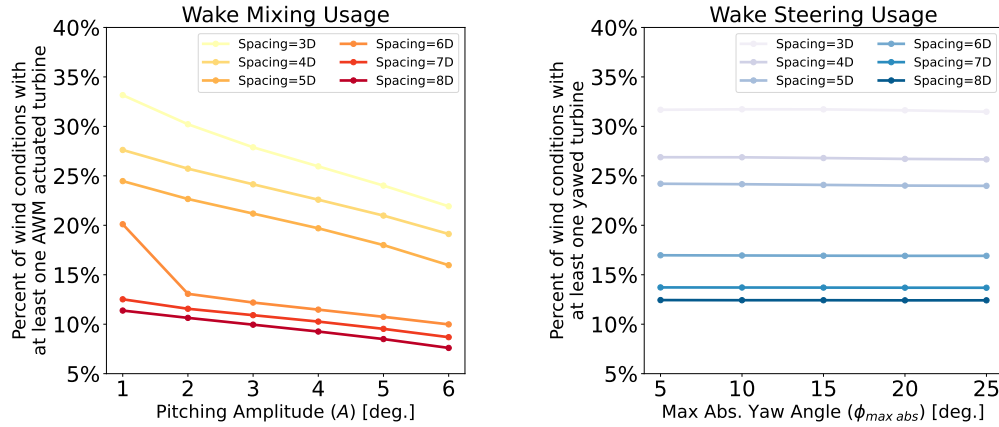 Wake Mixing Usage
40%
35%
30%
25%
20%
15%
10%
5%
Percent of wind conditions with
at least one AWM actuated turbine
Spacing=3D
Spacing=4D
Spacing=5D
Spacing=6D
Spacing=7D
Spacing=8D
1 2 3 4 5 6
Pitching Amplitude (A) [deg.]
Wake Steering Usage
40%
35%
30%
25%
20%
15%
10%
5%
Percent of wind conditions with
at least one yawed turbine
Spacing=3D
Spacing=4D
Spacing=5D
Spacing=6D
Spacing=7D
Spacing=8D
5 10 15 20 25
Max Abs. Yaw Angle (ϕmax abs) [deg.]